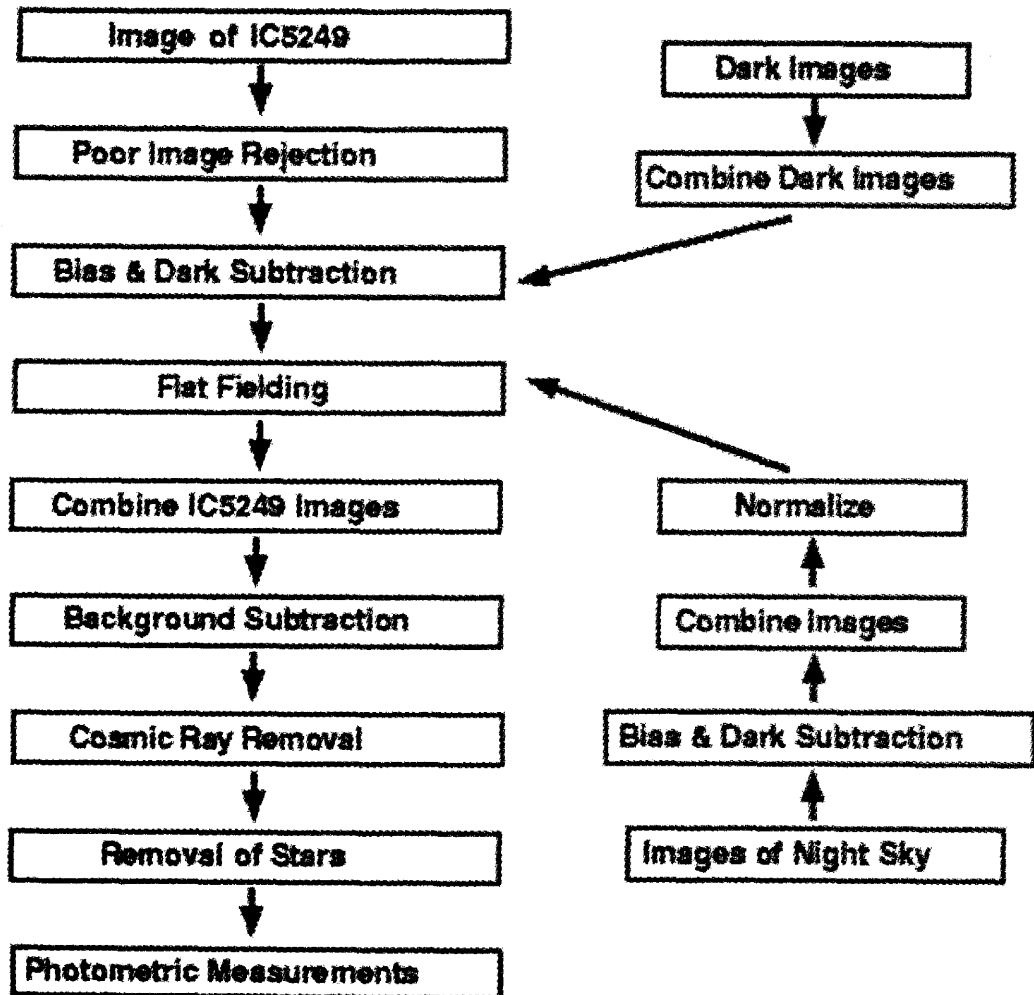 Image of IC5249
Poor Image Rejection
Bias & Dark Subtraction
Flat Fielding
Combine IC5249 Images
Background Subtraction
Cosmic Ray Removal
Removal of Stars
Photometric Measurements
Dark Images
Combine Dark Images
Normalize
Combine Images
Bias & Dark Subtraction
Images of Night Sky